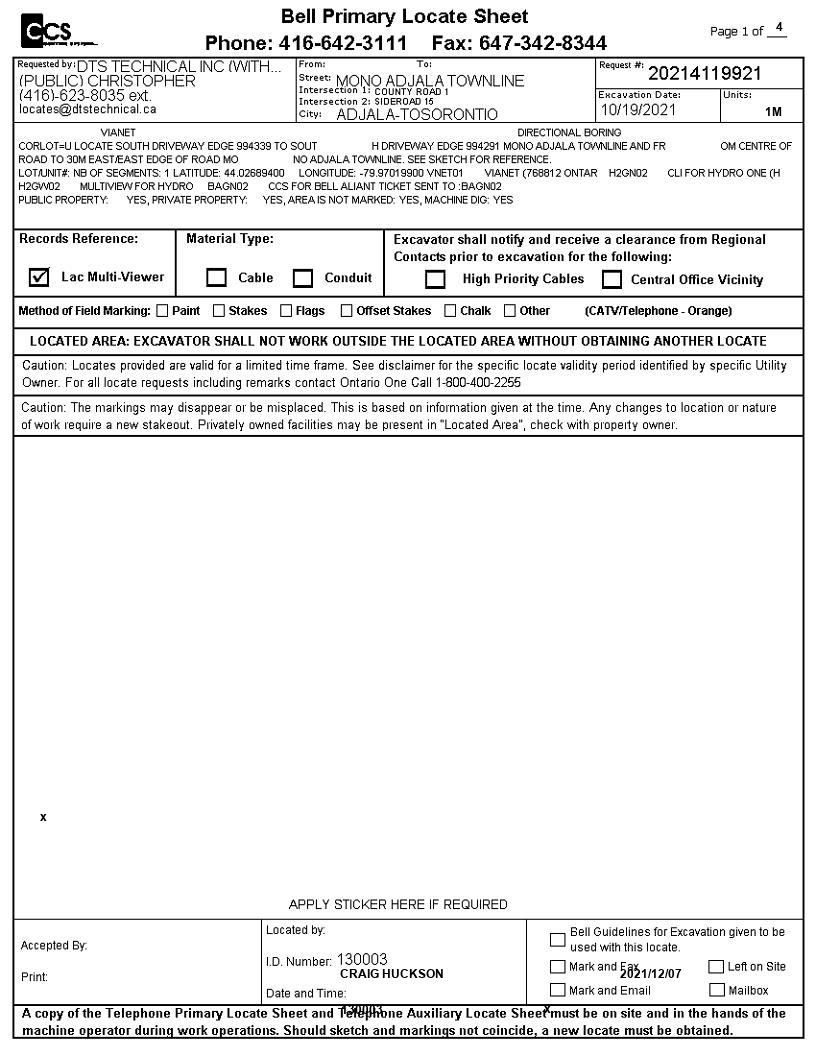 Bell Primary Locate Sheet
Phone: 416-642-3111 Fax: 647-342-8344
CCS
Page 1 of 4
Requested by: DTS TECHNICAL INC (WITH...
(PUBLIC) CHRISTOPHER
(416)-623-8035 ext.
locates@dtstechnical.ca
From: To:
Street: MONO ADJALA TOWNLINE
Intersection 1: COUNTY ROAD 1
Intersection 2: SIDEROAD 15
City: ADJALA-TOSORONTIO
Request #: 20214119921
Excavation Date: 10/19/2021
Units: 1M
VIANET DIRECTIONAL BORING
CORLOT=U LOCATE SOUTH DRIVEWAY EDGE 994339 TO SOUT H DRIVEWAY EDGE 994291 MONO ADJALA TOWNLINE AND FR OM CENTRE OF
ROAD TO 30M EAST/EAST EDGE OF ROAD MO NO ADJALA TOWNLINE. SEE SKETCH FOR REFERENCE.
LOT/UNIT#: NB OF SEGMENTS: 1 LATITUDE: 44.02689400 LONGITUDE: -79.97019900 VNET01 VIANET (768812 ONTAR H2GN02 CLI FOR HYDRO ONE (H
H2GW02 MULTIVIEW FOR HYDRO BAGN02 CCS FOR BELL ALIANT TICKET SENT TO :BAGN02
PUBLIC PROPERTY: YES, PRIVATE PROPERTY: YES, AREA IS NOT MARKED: YES, MACHINE DIG: YES
Records Reference:
Lac Multi-Viewer
Material Type:
Cable Conduit
Excavator shall notify and receive a clearance from Regional
Contacts prior to excavation for the following:
High Priority Cables Central Office Vicinity
Method of Field Marking: Paint Stakes Flags Offset Stakes Chalk Other (CATV/Telephone - Orange)
LOCATED AREA: EXCAVATOR SHALL NOT WORK OUTSIDE THE LOCATED AREA WITHOUT OBTAINING ANOTHER LOCATE
Caution: Locates provided are valid for a limited time frame. See disclaimer for the specific locate validity period identified by specific Utility
Owner. For all locate requests including remarks contact Ontario One Call 1-800-400-2255
Caution: The markings may disappear or be misplaced. This is based on information given at the time. Any changes to location or nature
of work require a new stakeout. Privately owned facilities may be present in "Located Area", check with property owner.
x
APPLY STICKER HERE IF REQUIRED
Accepted By:
Print:
Located by:
I.D. Number: 130003
CRAIG HUCKSON
Date and Time:
130003
Bell Guidelines for Excavation given to be
used with this locate.
Mark and Fax Left on Site
2021/12/07
Mark and Email Mailbox
x
A copy of the Telephone Primary Locate Sheet and Telephone Auxiliary Locate Sheet must be on site and in the hands of the
machine operator during work operations. Should sketch and markings not coincide, a new locate must be obtained.